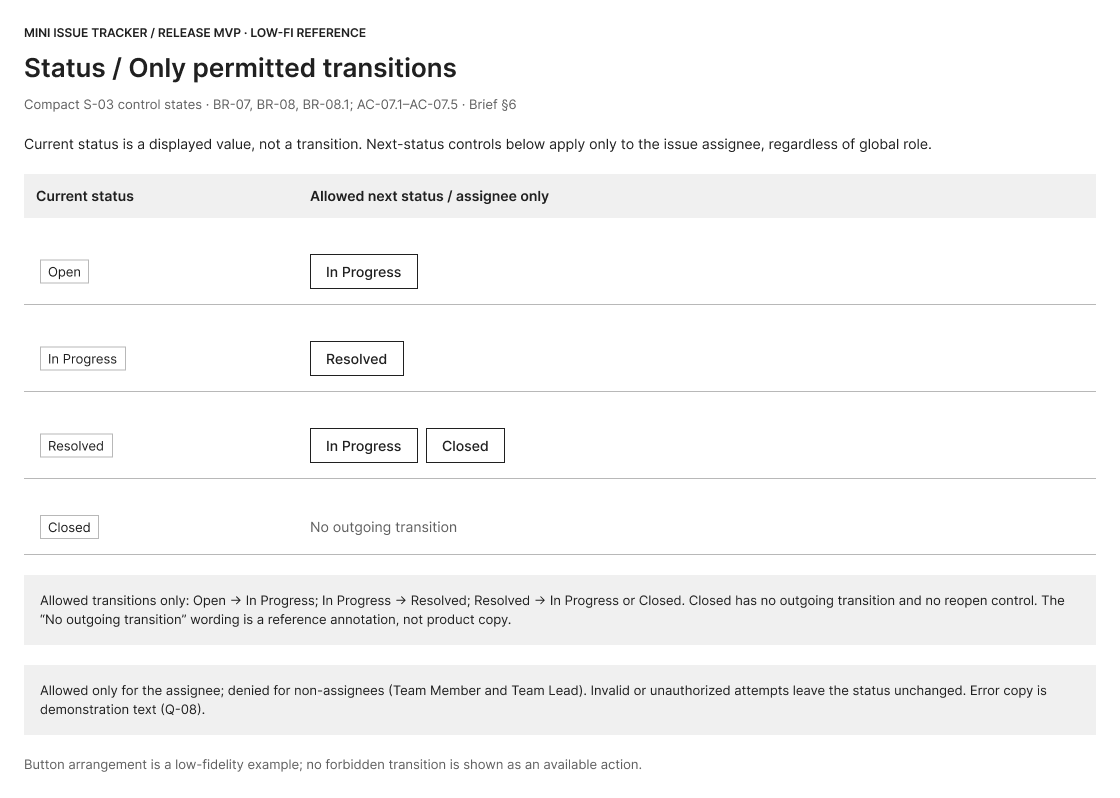 MINI ISSUE TRACKER / RELEASE MVP · LOW-FI REFERENCE
Status / Only permitted transitions
Compact S-03 control states · BR-07, BR-08, BR-08.1; AC-07.1–AC-07.5 · Brief §6
Current status is a displayed value, not a transition. Next-status controls below apply only to the issue assignee, regardless of global role.
Current status Allowed next status / assignee only
Open In Progress
In Progress Resolved
Resolved In Progress Closed
Closed No outgoing transition
Allowed transitions only: Open → In Progress; In Progress → Resolved; Resolved → In Progress or Closed. Closed has no outgoing transition and no reopen control. The
“No outgoing transition” wording is a reference annotation, not product copy.
Allowed only for the assignee; denied for non-assignees (Team Member and Team Lead). Invalid or unauthorized attempts leave the status unchanged. Error copy is
demonstration text (Q-08).
Button arrangement is a low-fidelity example; no forbidden transition is shown as an available action.